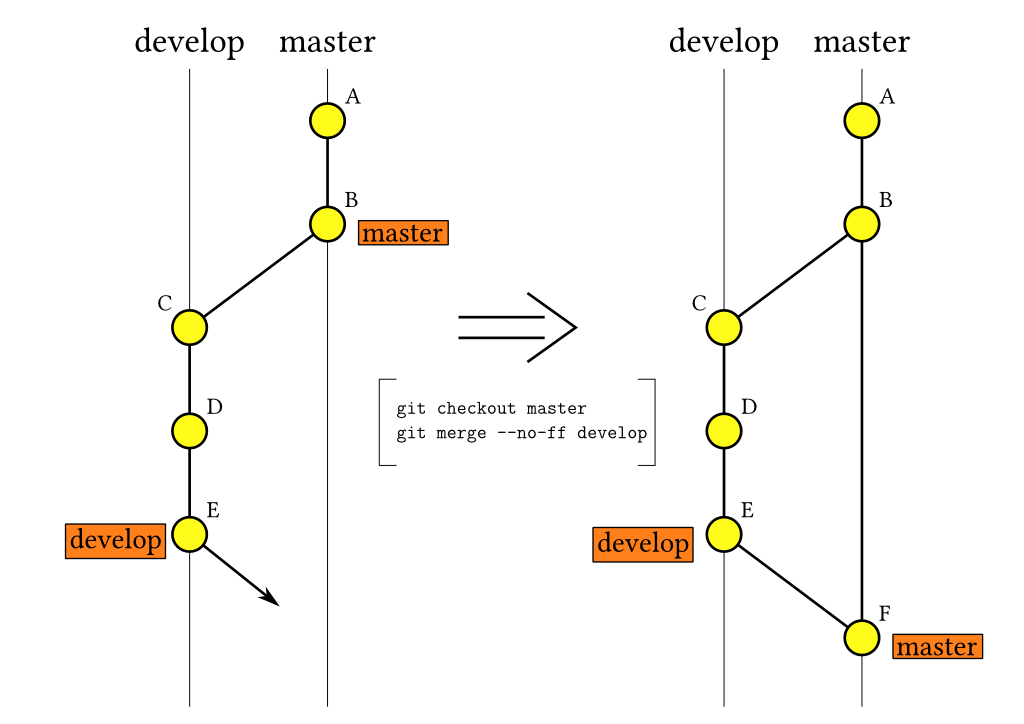 develop master
A
B
master
C
D
E
develop
git checkout master
git merge --no-ff develop
develop master
A
B
C
D
E
develop
F
master